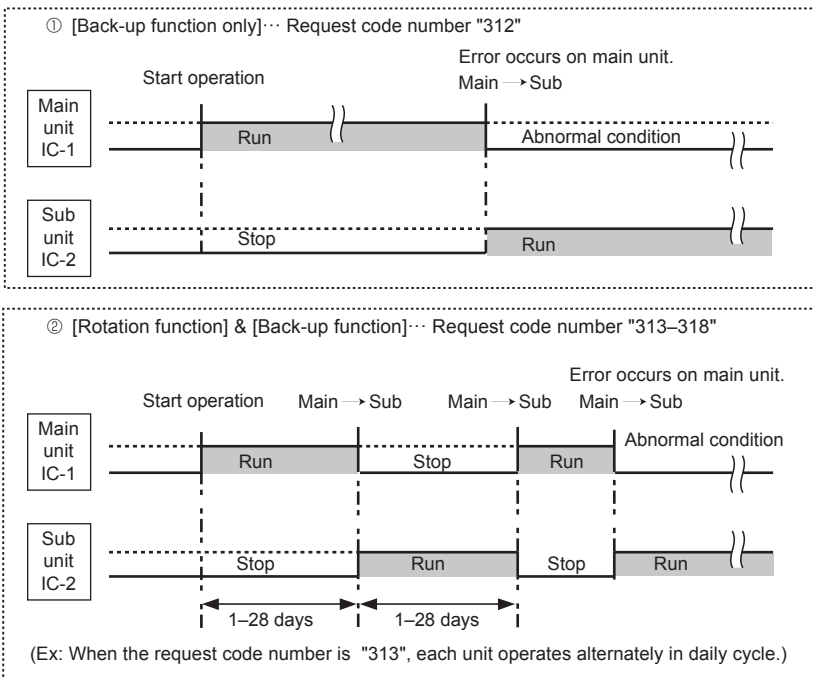 ① [Back-up function only]··· Request code number "312"
Error occurs on main unit.
Start operation
Main → Sub
Main
unit
IC-1
Run
Abnormal condition
Sub
unit
IC-2
Stop
Run
② [Rotation function] & [Back-up function]··· Request code number "313–318"
Error occurs on main unit.
Start operation
Main → Sub
Main → Sub
Main → Sub
Main
unit
IC-1
Run
Stop
Run
Abnormal condition
Sub
unit
IC-2
Stop
Run
Stop
Run
1–28 days
1–28 days
(Ex: When the request code number is "313", each unit operates alternately in daily cycle.)